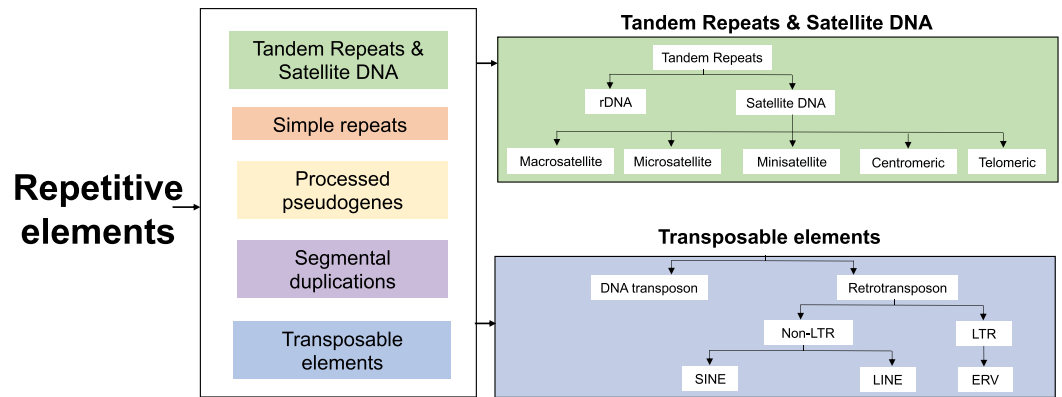 Repetitive
elements
Tandem Repeats &
Satellite DNA
Simple repeats
Processed
pseudogenes
Segmental
duplications
Transposable
elements
Tandem Repeats & Satellite DNA
Tandem Repeats
rDNA
Satellite DNA
Macrosatellite
Microsatellite
Minisatellite
Centromeric
Telomeric
Transposable elements
DNA transposon
Retrotransposon
Non-LTR
LTR
SINE
LINE
ERV